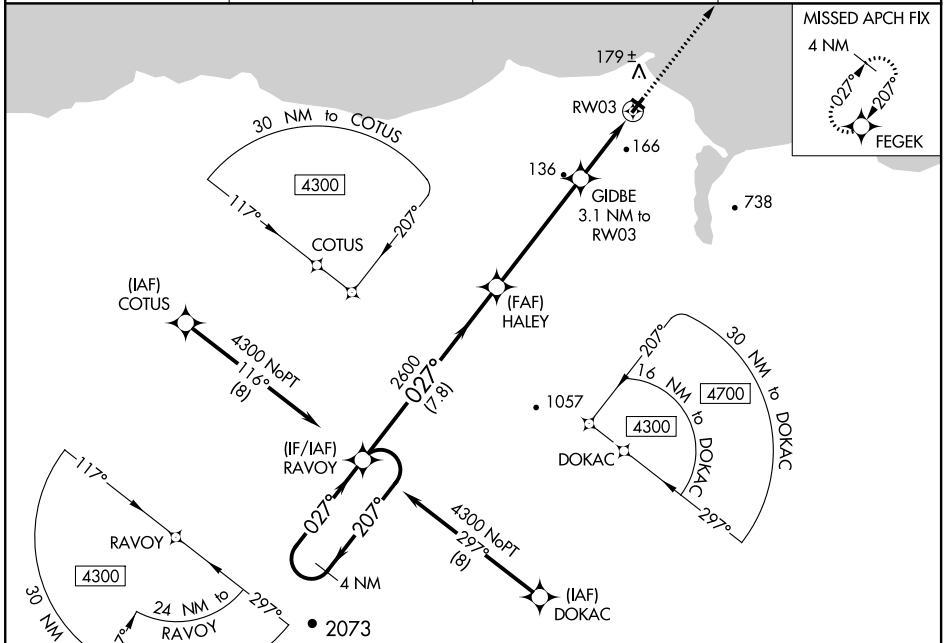 MISSED APCH FIX
4 NM
027°
207°
FEGEK
179±
RW03
166
136
GIDBE
3.1 NM to
RW03
738
30 NM to COTUS
4300
117°
207°
COTUS
(IAF)
COTUS
4300 NoPT
116°
(8)
(FAF)
HALEY
2600
027°
(7.8)
1057
207°
30 NM to DOKAC
16 NM to DOKAC
4700
4300
DOKAC
297°
(IF/IAF)
RAVOY
027°
207°
4 NM
4300 NoPT
297°
(8)
(IAF)
DOKAC
117°
RAVOY
4300
297°
24 NM to
RAVOY
30 NM
2073